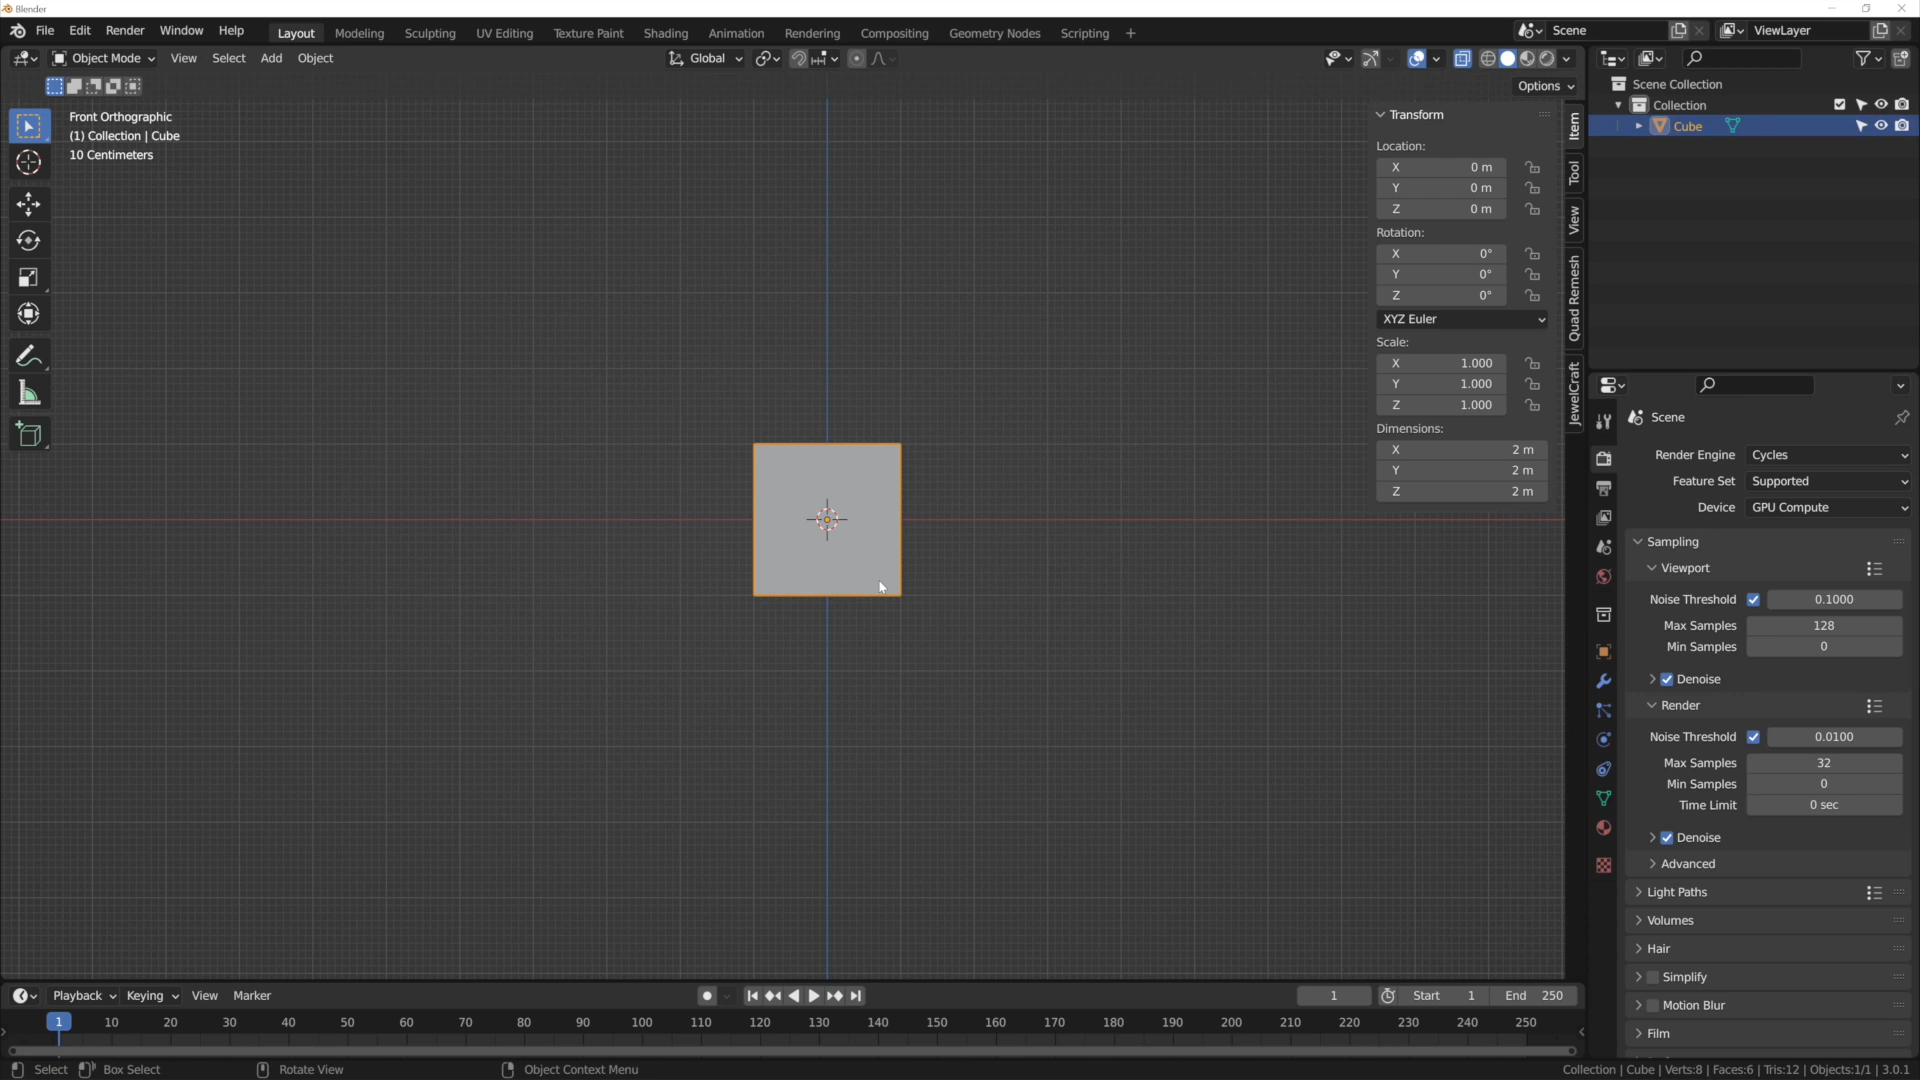 Blender
File Edit Render Window Help Layout Modeling Sculpting UV Editing Texture Paint Shading Animation Rendering Compositing Geometry Nodes Scripting + Scene ViewLayer
Object Mode View Select Add Object Global
Options
Front Orthographic
(1) Collection | Cube
10 Centimeters
Transform
Location:
X 0 m
Y 0 m
Z 0 m
Rotation:
X 0°
Y 0°
Z 0°
XYZ Euler
Scale:
X 1.000
Y 1.000
Z 1.000
Dimensions:
X 2 m
Y 2 m
Z 2 m
Item
Tool
View
Quad Remesh
JewelCraft
Scene Collection
Collection
Cube
Scene
Render Engine Cycles
Feature Set Supported
Device GPU Compute
Sampling
Viewport
Noise Threshold 0.1000
Max Samples 128
Min Samples 0
Denoise
Render
Noise Threshold 0.0100
Max Samples 32
Min Samples 0
Time Limit 0 sec
Denoise
Advanced
Light Paths
Volumes
Hair
Simplify
Motion Blur
Film
Playback Keying View Marker 1 Start 1 End 250
1 10 20 30 40 50 60 70 80 90 100 110 120 130 140 150 160 170 180 190 200 210 220 230 240 250
Select Box Select Rotate View Object Context Menu Collection | Cube | Verts:8 | Faces:6 | Tris:12 | Objects:1/1 | 3.0.1